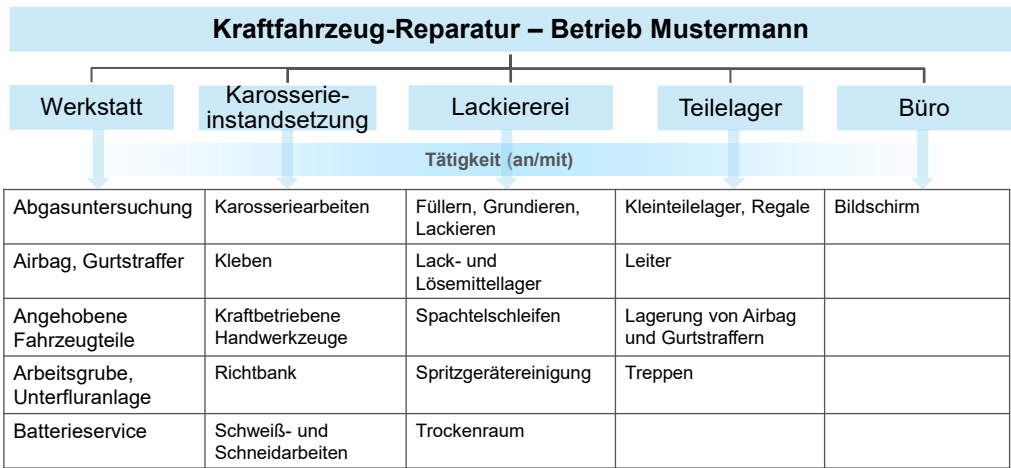 Kraftfahrzeug-Reparatur – Betrieb Mustermann
Werkstatt
Karosserie-
instandsetzung
Lackiererei
Teilelager
Büro
Tätigkeit (an/mit)
Abgasuntersuchung
Karosseriearbeiten
Füllern, Grundieren,
Lackieren
Kleinteilelager, Regale
Bildschirm
Airbag, Gurtstraffer
Kleben
Lack- und
Lösemittellager
Leiter
Angehobene
Fahrzeugteile
Kraftbetriebene
Handwerkzeuge
Spachtelschleifen
Lagerung von Airbag
und Gurtstraffern
Arbeitsgrube,
Unterfluranlage
Richtbank
Spritzgerätereinigung
Treppen
Batterieservice
Schweiß- und
Schneidarbeiten
Trockenraum